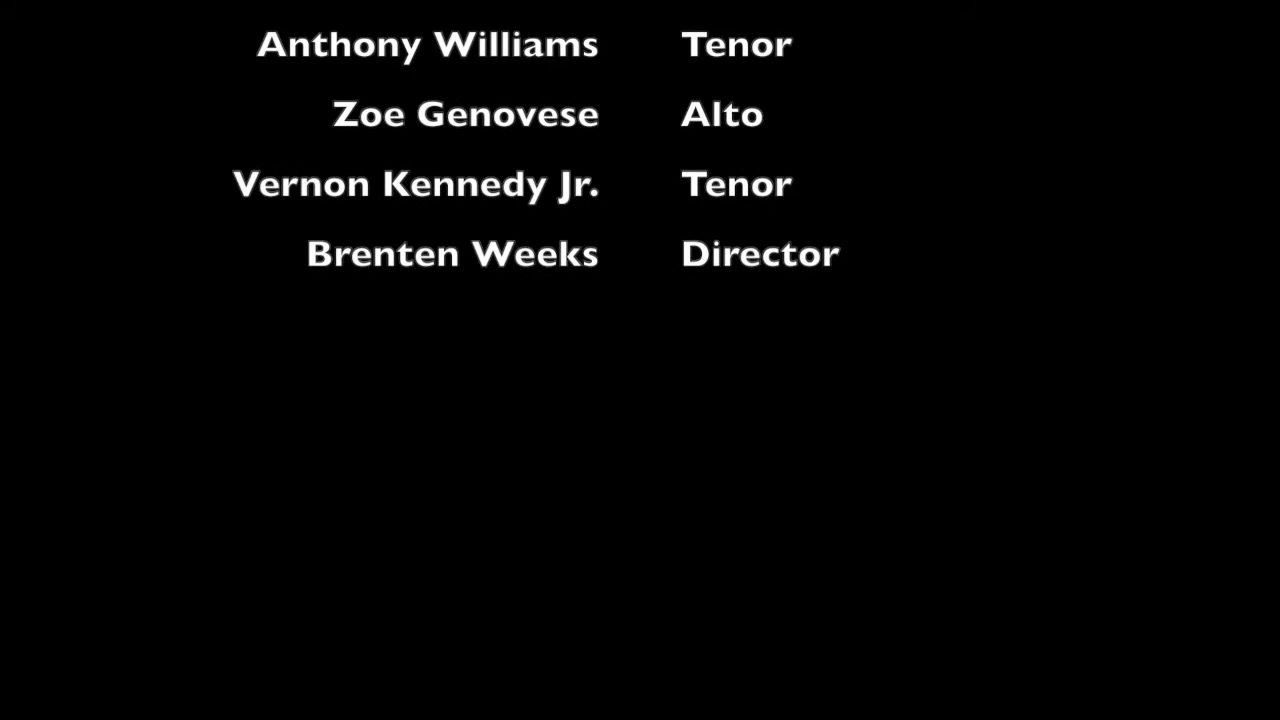 Anthony Williams Tenor
Zoe Genovese Alto
Vernon Kennedy Jr. Tenor
Brenten Weeks Director